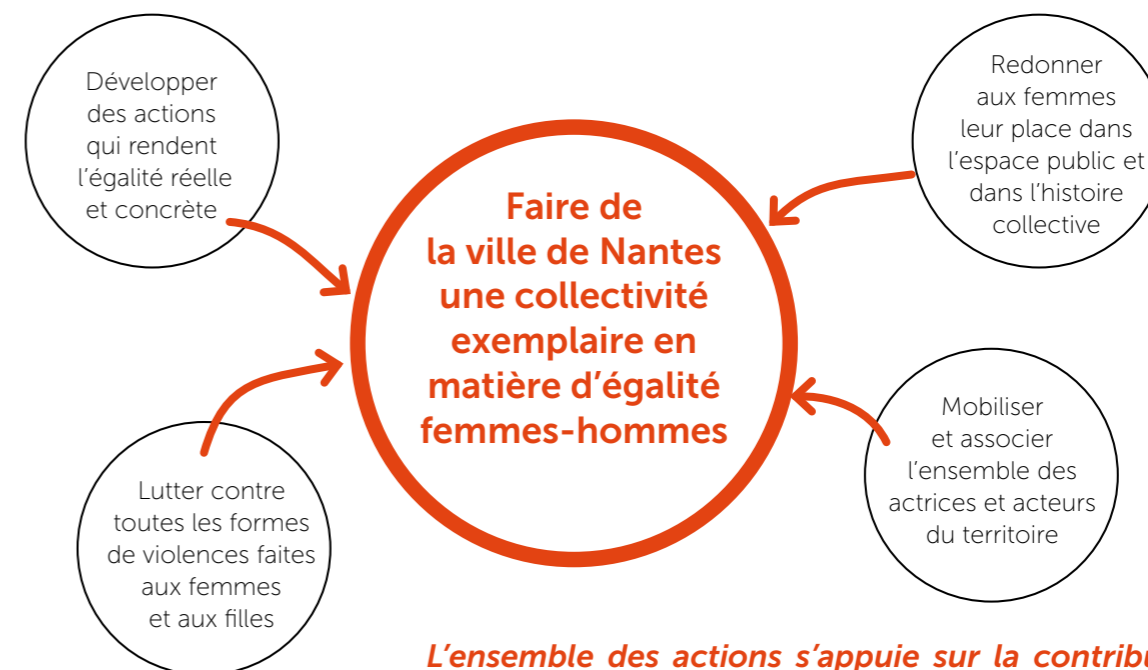 Développer
des actions
qui rendent
l’égalité réelle
et concrète
Redonner
aux femmes
leur place dans
l’espace public et
dans l’histoire
collective
Faire de
la ville de Nantes
une collectivité
exemplaire en
matière d’égalité
femmes-hommes
Lutter contre
toutes les formes
de violences faites
aux femmes
et aux filles
Mobiliser
et associer
l’ensemble des
actrices et acteurs
du territoire
L’ensemble des actions s’appuie sur la